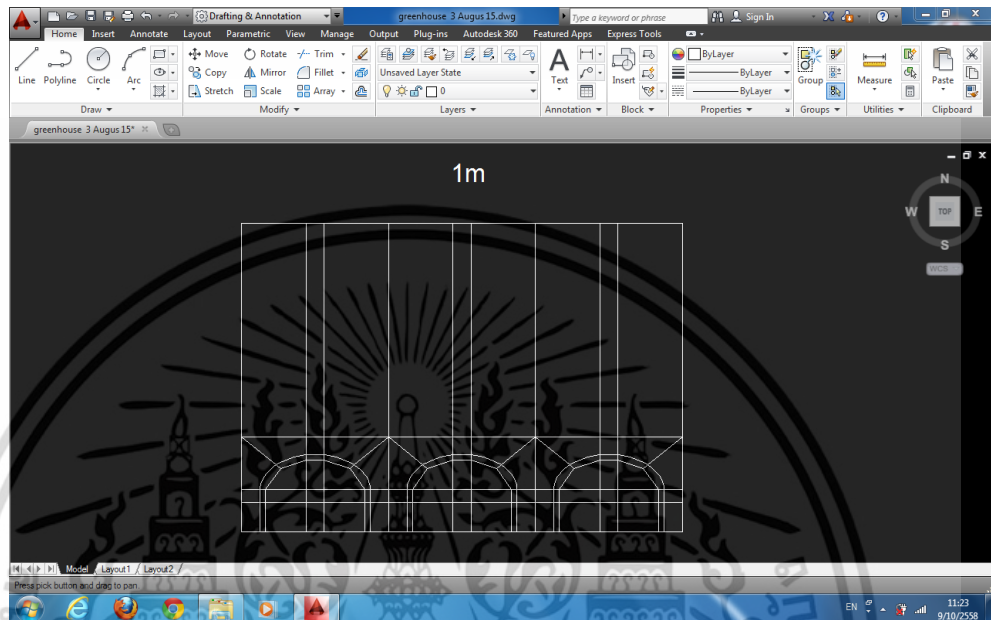 Drafting & Annotation
greenhouse 3 Augus 15.dwg
Type a keyword or phrase
Sign In
Home Insert Annotate Layout Parametric View Manage Output Plug-ins Autodesk 360 Featured Apps Express Tools
Move Rotate Trim
Unsaved Layer State
ByLayer
Line Polyline Circle Arc
Copy Mirror Fillet
Text
Insert
ByLayer
Group
Measure
Paste
Stretch Scale Array
0
ByLayer
Draw Modify Layers Annotation Block Properties Groups Utilities Clipboard
greenhouse 3 Augus 15*
1m
N
W TOP E
S
WCS
Model Layout1 Layout2
Press pick button and drag to pan.
EN
11:23
9/10/2558